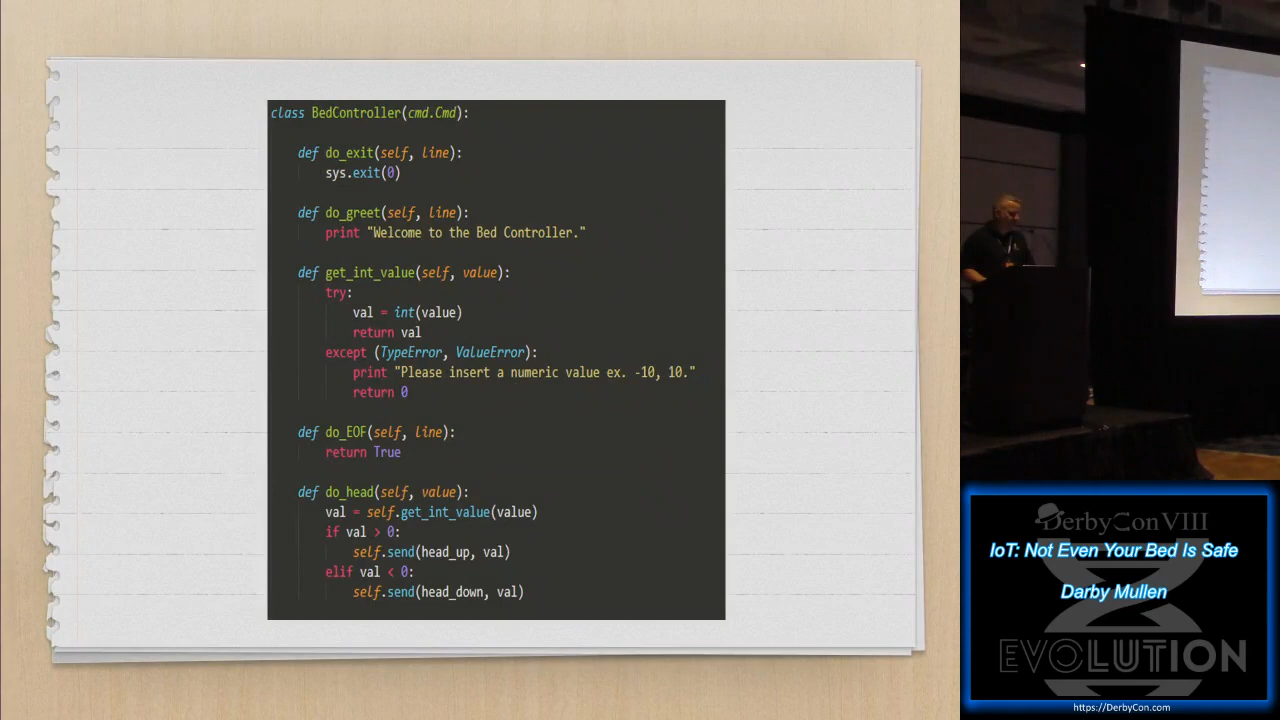 class BedController(cmd.Cmd):
def do_exit(self, line):
sys.exit(0)
def do_greet(self, line):
print "Welcome to the Bed Controller."
def get_int_value(self, value):
try:
val = int(value)
return val
except (TypeError, ValueError):
print "Please insert a numeric value ex. -10, 10."
return 0
def do_EOF(self, line):
return True
def do_head(self, value):
val = self.get_int_value(value)
if val > 0:
self.send(head_up, val)
elif val < 0:
self.send(head_down, val)
DerbyCon VIII
IoT: Not Even Your Bed Is Safe
Darby Mullen
EVOLUTION
https://DerbyCon.com